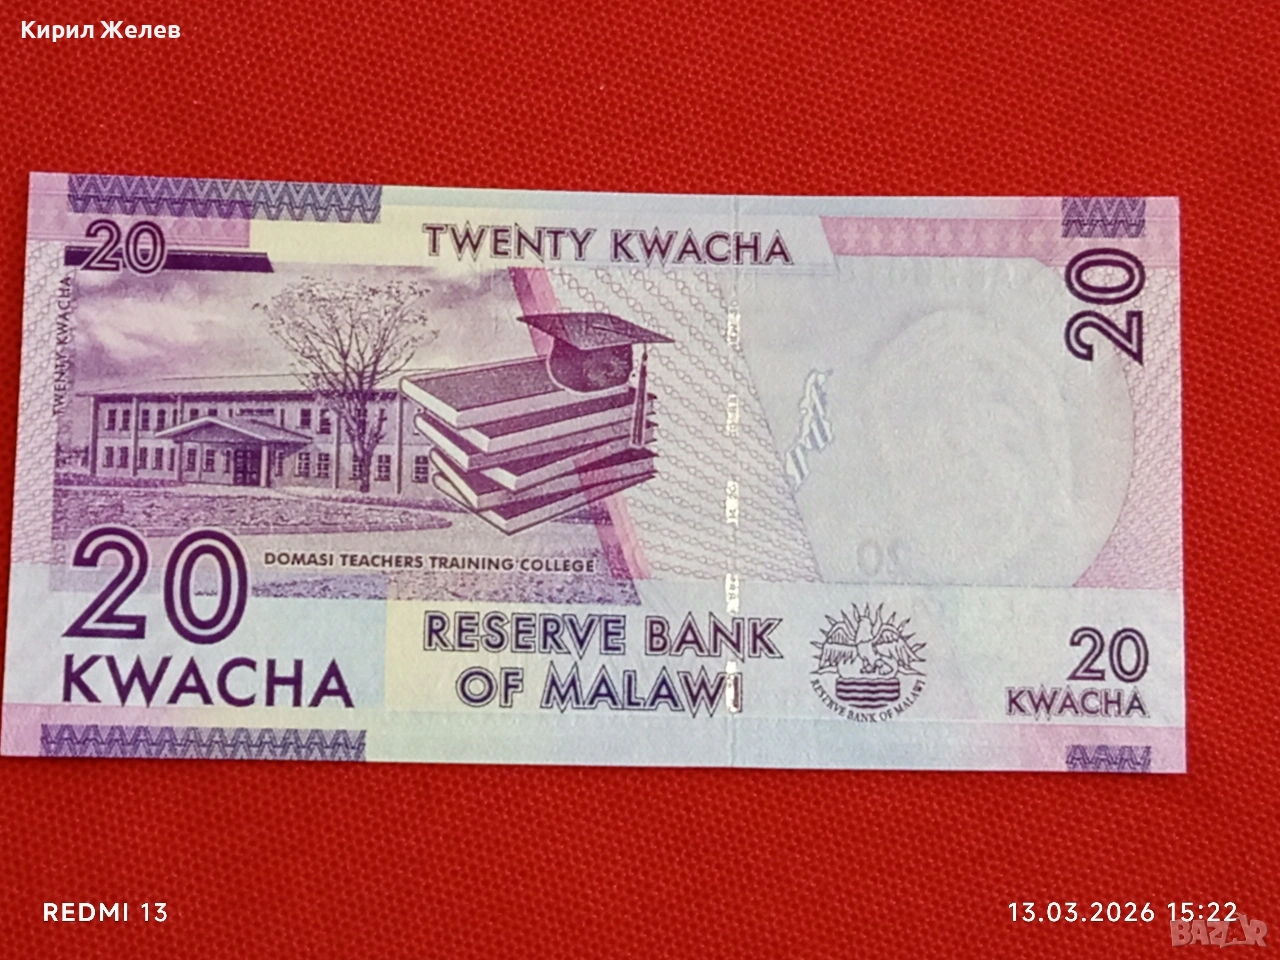 Кирил Желев
20
TWENTY KWACHA
20
TWENTY KWACHA
DOMASI TEACHERS TRAINING COLLEGE
20
KWACHA
RESERVE BANK
OF MALAWI
RESERVE BANK OF MALAWI
20
KWACHA
REDMI 13
13.03.2026 15:22
BAZAR